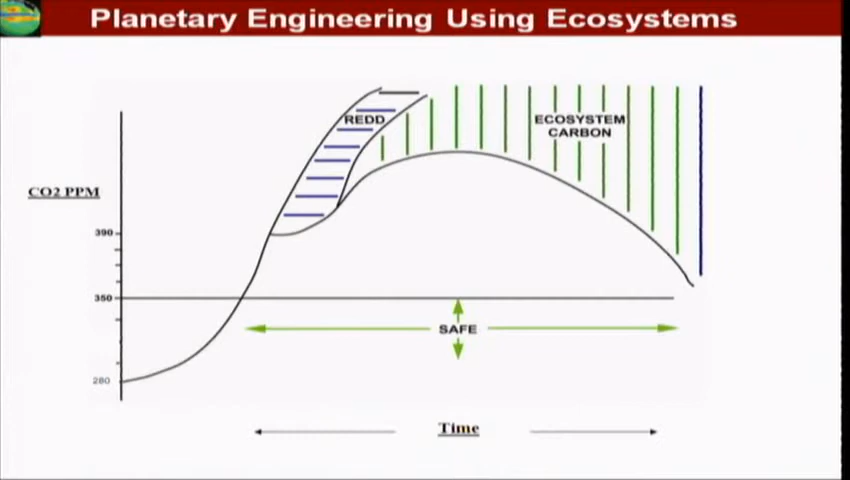 Planetary Engineering Using Ecosystems
REDD
ECOSYSTEM
CARBON
CO2 PPM
390
350
SAFE
280
Time